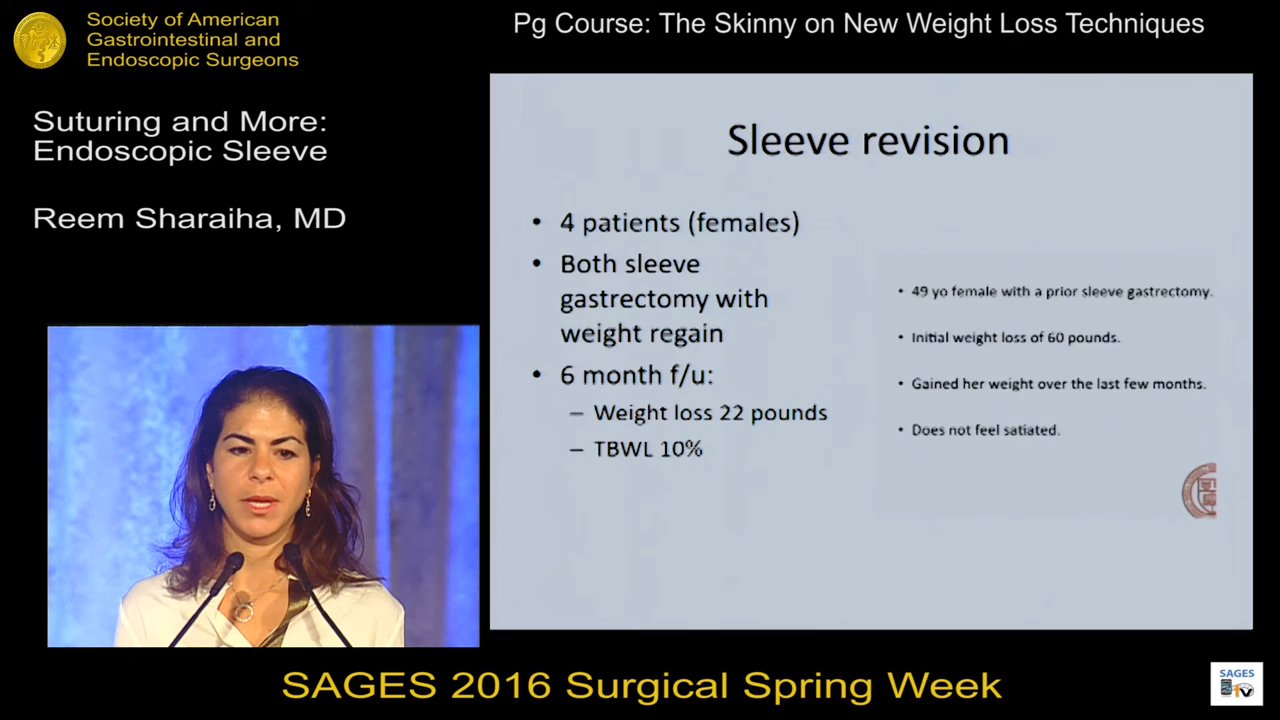 Society of American
Gastrointestinal and
Endoscopic Surgeons
Pg Course: The Skinny on New Weight Loss Techniques
Suturing and More:
Endoscopic Sleeve
Reem Sharaiha, MD
Sleeve revision
• 4 patients (females)
• Both sleeve
gastrectomy with
weight regain
• 6 month f/u:
– Weight loss 22 pounds
– TBWL 10%
• 49 yo female with a prior sleeve gastrectomy.
• Initial weight loss of 60 pounds.
• Gained her weight over the last few months.
• Does not feel satiated.
SAGES 2016 Surgical Spring Week
SAGES
TV